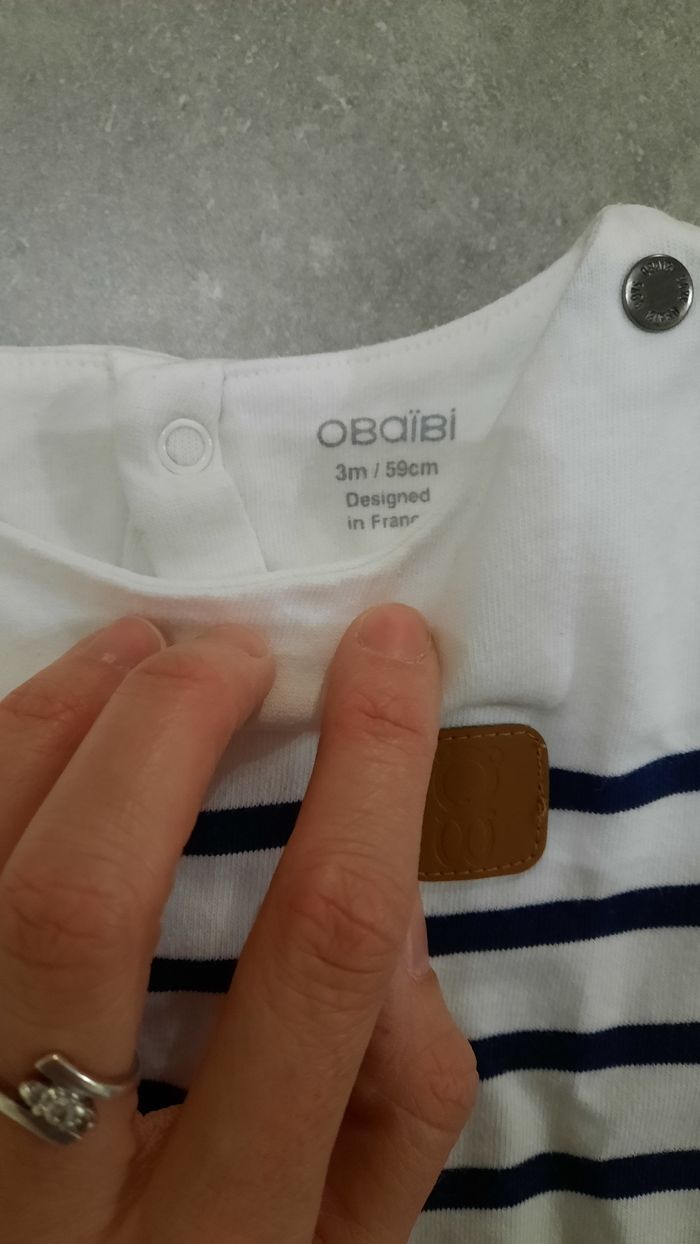 OBaïBi
3m / 59cm
Designed
in Franc